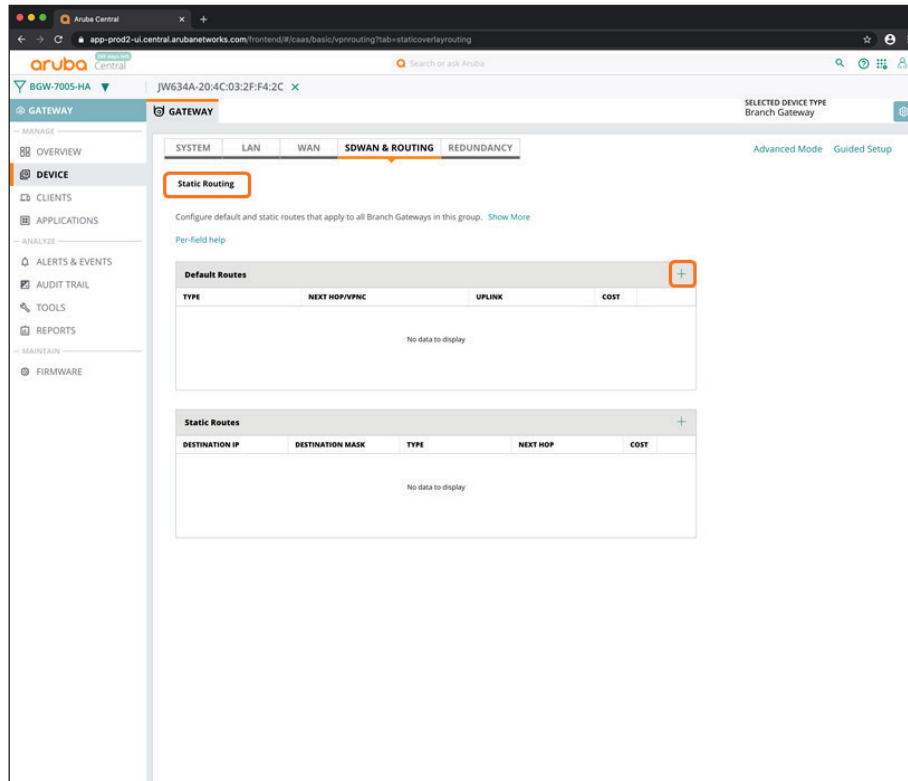 Aruba Central
app-prod2-ui.central.arubanetworks.com/frontend/#/caas/basic/vpnrouting?tab=staticoverlayrouting
aruba Central
Search or ask Aruba
BGW-7005-HA
JW634A-20:4C:03:2F:F4:2C
GATEWAY
GATEWAY
SELECTED DEVICE TYPE
Branch Gateway
MANAGE
OVERVIEW
DEVICE
CLIENTS
APPLICATIONS
ANALYZE
ALERTS & EVENTS
AUDIT TRAIL
TOOLS
REPORTS
MAINTAIN
FIRMWARE
SYSTEM LAN WAN SDWAN & ROUTING REDUNDANCY
Advanced Mode Guided Setup
Static Routing
Configure default and static routes that apply to all Branch Gateways in this group. Show More
Per-field help
Default Routes
TYPE NEXT HOP/VPNC UPLINK COST
No data to display
Static Routes
DESTINATION IP DESTINATION MASK TYPE NEXT HOP COST
No data to display